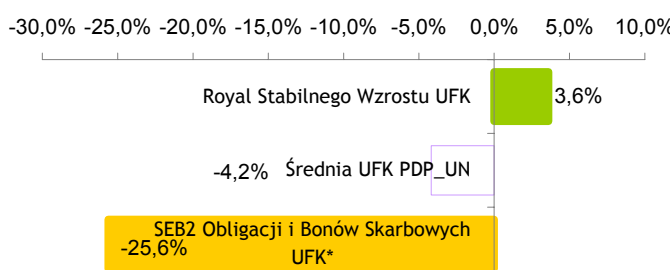 -30,0% -25,0% -20,0% -15,0% -10,0% -5,0% 0,0% 5,0% 10,0%
Royal Stabilnego Wzrostu UFK 3,6%
-4,2% Średnia UFK PDP_UN
SEB2 Obligacji i Bonów Skarbowych
-25,6% UFK*